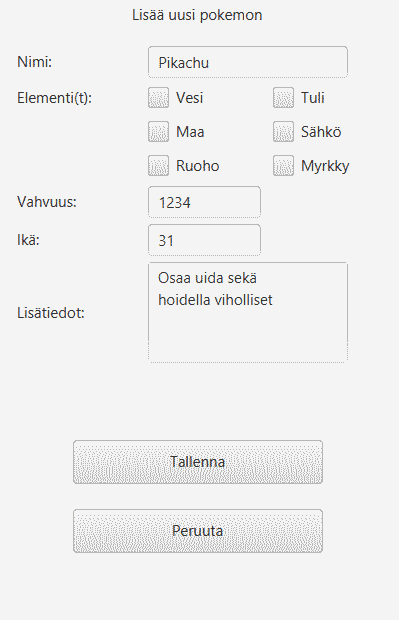 Lisää uusi pokemon
Nimi: Pikachu
Elementi(t): Vesi Tuli
Maa Sähkö
Ruoho Myrkky
Vahvuus: 1234
Ikä: 31
Osaa uida sekä
hoidella viholliset
Lisätiedot:
Tallenna
Peruuta